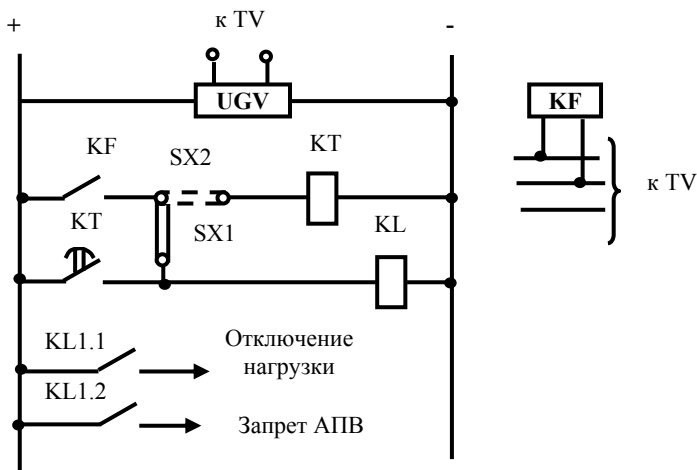 к TV
+
-
UGV
KF
KF
SX2
KT
к TV
KT
SX1
KL
KL1.1
Отключение
нагрузки
KL1.2
Запрет АПВ